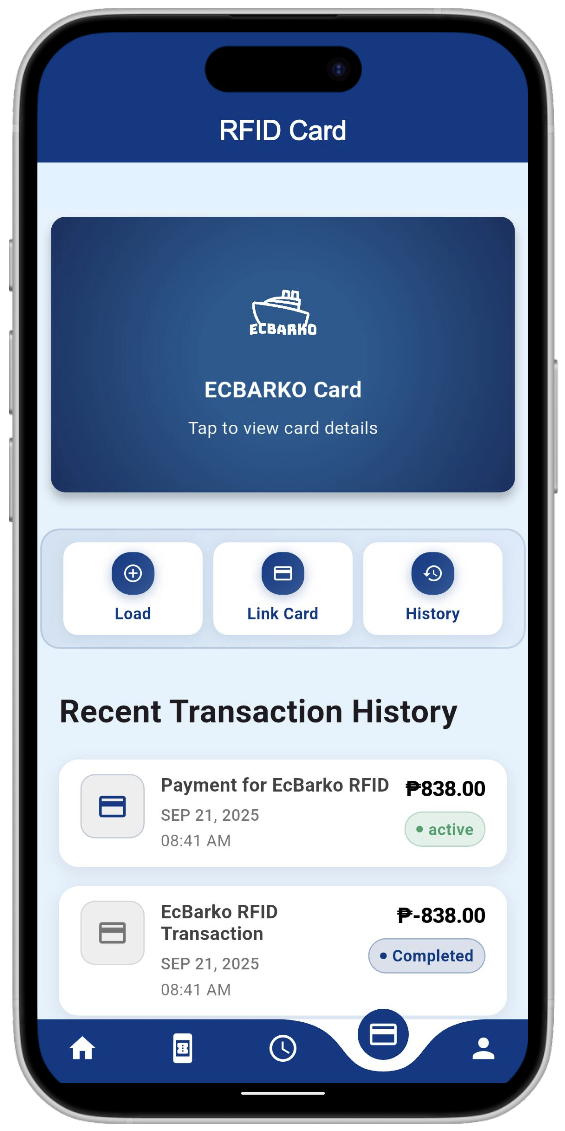 RFID Card
ECBARKO
ECBARKO Card
Tap to view card details
Load
Link Card
History
Recent Transaction History
Payment for EcBarko RFID
₱838.00
SEP 21, 2025
• active
08:41 AM
EcBarko RFID
₱-838.00
Transaction
SEP 21, 2025
• Completed
08:41 AM